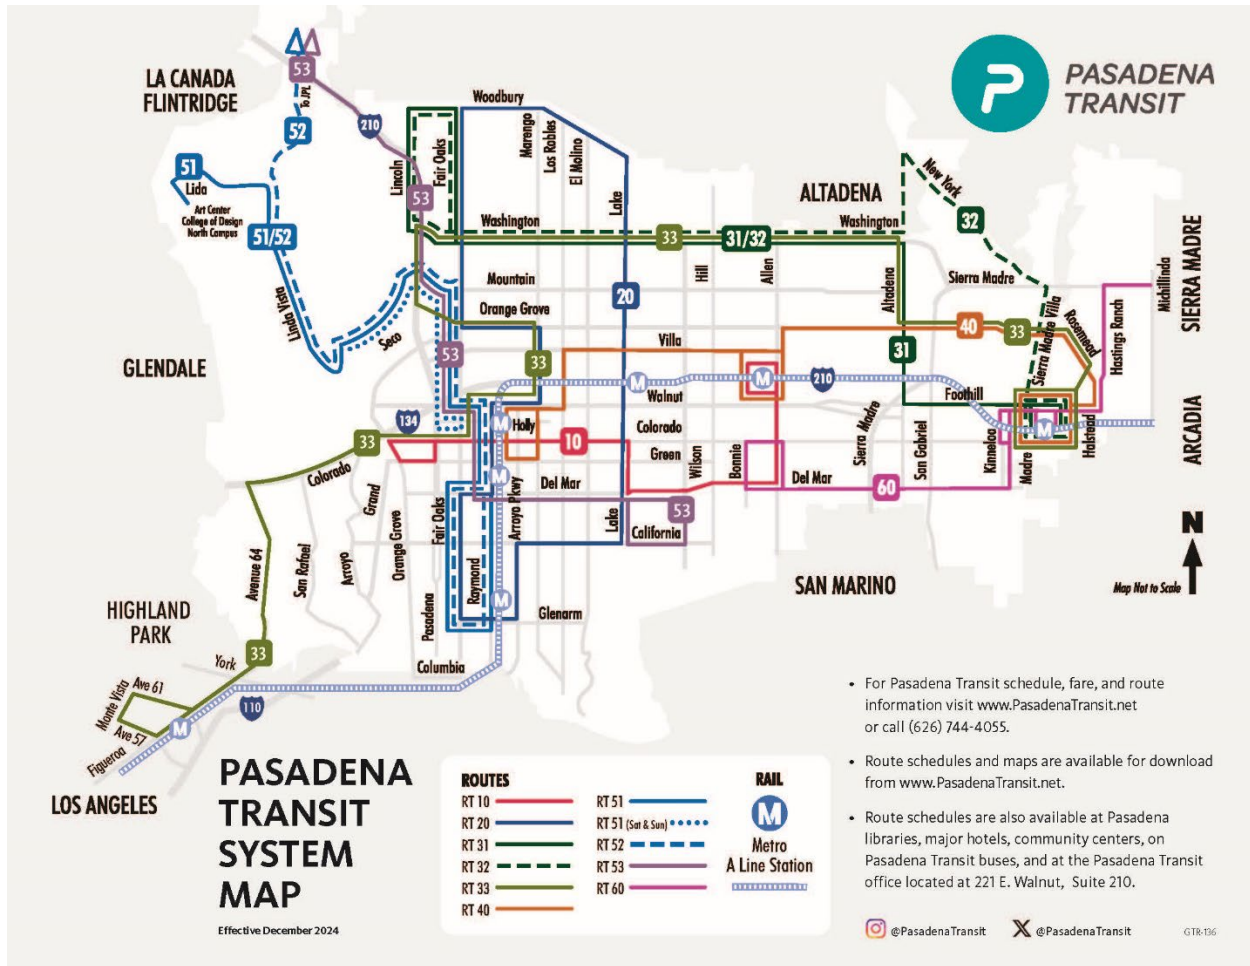 LA CANADA
FLINTRIDGE
53
To JPL
52
210
51
Lida
Art Center
College of Design
North Campus
51/52
Linda Vista
Seco
GLENDALE
Woodbury
Lincoln
Fair Oaks
53
Marengo
Los Robles
El Molino
Lake
Washington
33
31/32
ALTADENA
Washington
New York
32
PASADENA
TRANSIT
Mountain
Orange Grove
20
Hill
Allen
Altadena
Sierra Madre
Sierra Madre Villa
Rosemead
Hastings Ranch
Michillinda
SIERRA MADRE
53
33
Villa
40
33
31
M
M
210
Walnut
Foothill
134
M
Holly
Colorado
10
Green
33
Colorado
Grand
M
Del Mar
Wilson
Bonnie
Del Mar
Sierra Madre
San Gabriel
60
Kinneloa
Madre
M
Halstead
ARCADIA
Fair Oaks
Orange Grove
Arroyo Pkwy
Lake
53
California
Avenue 64
San Rafael
Arroyo
Pasadena
Raymond
M
Glenarm
SAN MARINO
N
Map Not to Scale
HIGHLAND
PARK
33
York
Columbia
110
Monte Vista
Ave 61
Ave 57
M
Figueroa
LOS ANGELES
PASADENA
TRANSIT
SYSTEM
MAP
Effective December 2024
ROUTES
RT 10
RT 20
RT 31
RT 32
RT 33
RT 40
RT 51
RT 51 (Sat & Sun)
RT 52
RT 53
RT 60
RAIL
M
Metro
A Line Station
• For Pasadena Transit schedule, fare, and route
information visit www.PasadenaTransit.net
or call (626) 744-4055.
• Route schedules and maps are available for download
from www.PasadenaTransit.net.
• Route schedules are also available at Pasadena
libraries, major hotels, community centers, on
Pasadena Transit buses, and at the Pasadena Transit
office located at 221 E. Walnut, Suite 210.
@PasadenaTransit
@PasadenaTransit
GTR-136